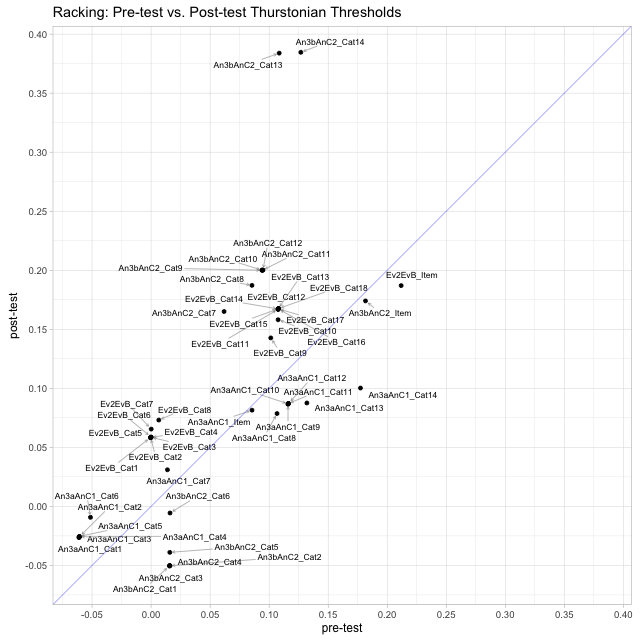 Racking: Pre-test vs. Post-test Thurstonian Thresholds
0.40
An3bAnC2_Cat14
An3bAnC2_Cat13
0.35
0.30
0.25
An3bAnC2_Cat12
An3bAnC2_Cat11
An3bAnC2_Cat10
An3bAnC2_Cat9
0.20
An3bAnC2_Cat8
Ev2EvB_Cat13
Ev2EvB_Item
Ev2EvB_Cat18
Ev2EvB_Cat14
Ev2EvB_Cat12
An3bAnC2_Cat7
An3bAnC2_Item
Ev2EvB_Cat15
Ev2EvB_Cat17
Ev2EvB_Cat10
0.15
Ev2EvB_Cat11
Ev2EvB_Cat16
Ev2EvB_Cat9
An3aAnC1_Cat12
0.10
An3aAnC1_Cat10
An3aAnC1_Cat11
An3aAnC1_Cat14
Ev2EvB_Cat7
Ev2EvB_Cat8
An3aAnC1_Cat13
Ev2EvB_Cat6
An3aAnC1_Item
An3aAnC1_Cat9
Ev2EvB_Cat5
Ev2EvB_Cat4
An3aAnC1_Cat8
0.05
Ev2EvB_Cat3
Ev2EvB_Cat2
Ev2EvB_Cat1
An3aAnC1_Cat7
An3aAnC1_Cat6
An3bAnC2_Cat6
0.00
An3aAnC1_Cat2
An3aAnC1_Cat5
An3aAnC1_Cat3
An3aAnC1_Cat4
An3aAnC1_Cat1
An3bAnC2_Cat5
An3bAnC2_Cat4
An3bAnC2_Cat2
-0.05
An3bAnC2_Cat3
An3bAnC2_Cat1
post-test
-0.05 0.00 0.05 0.10 0.15 0.20 0.25 0.30 0.35 0.40
pre-test